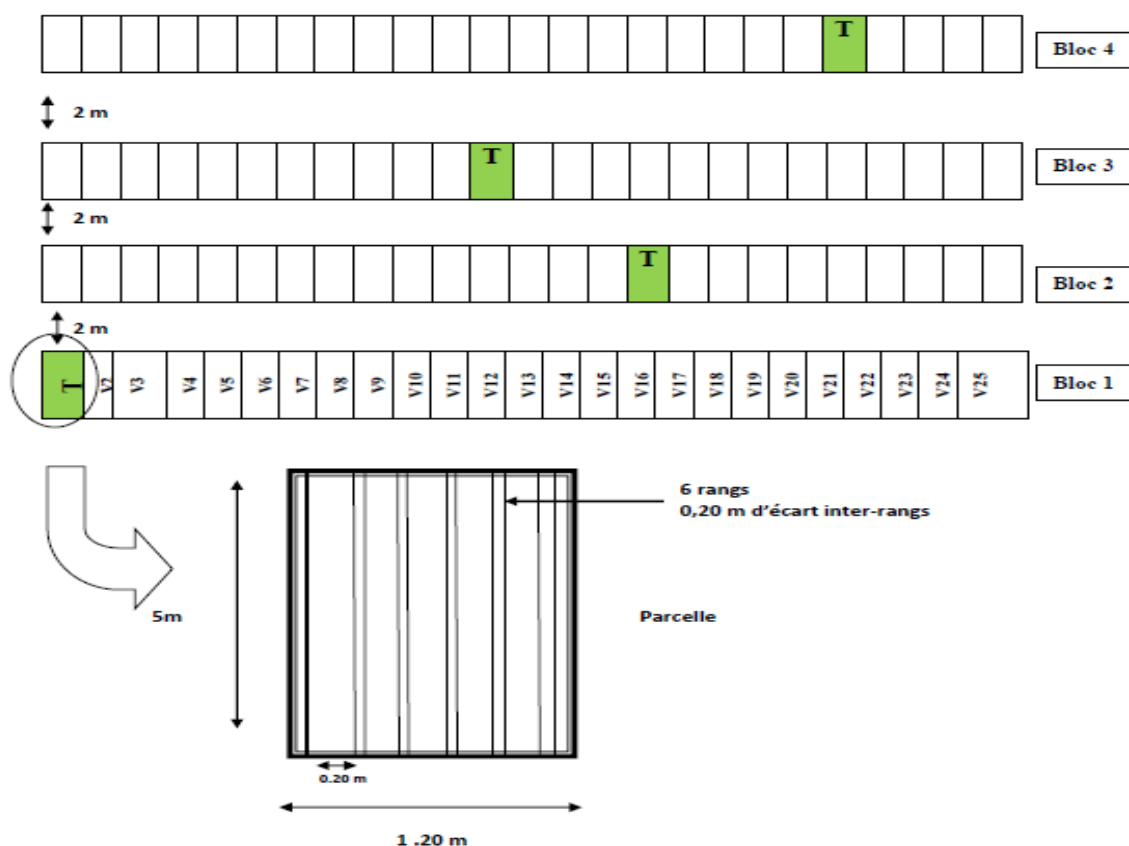 T
Bloc 4
2 m
T
Bloc 3
2 m
T
Bloc 2
2 m
T V2 V3 V4 V5 V6 V7 V8 V9 V10 V11 V12 V13 V14 V15 V16 V17 V18 V19 V20 V21 V22 V23 V24 V25
Bloc 1
6 rangs
0,20 m d’écart inter-rangs
5m
Parcelle
0.20 m
1 .20 m